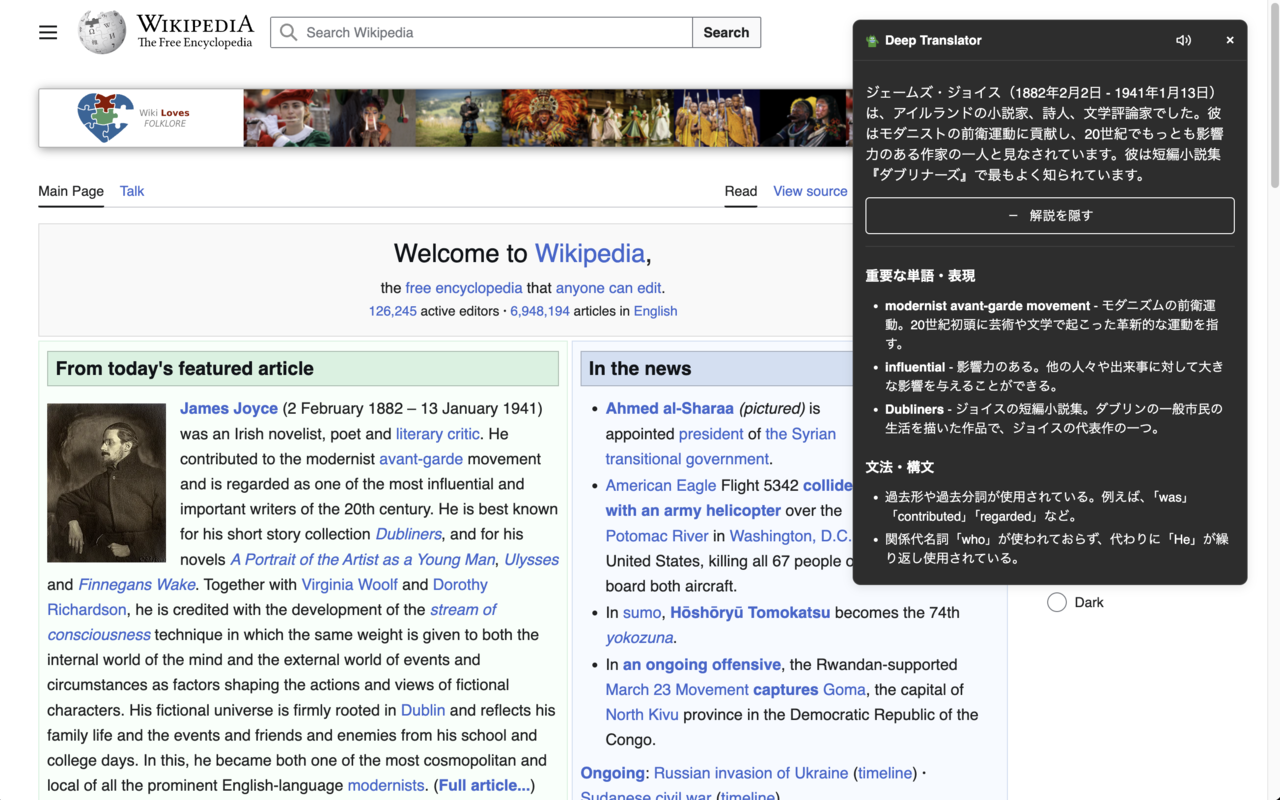 WIKIPEDIA
The Free Encyclopedia
Search Wikipedia
Search
Wiki Loves
FOLKLORE
Main Page
Talk
Read
View source
Welcome to Wikipedia,
the free encyclopedia that anyone can edit.
126,245 active editors · 6,948,194 articles in English
From today's featured article
James Joyce (2 February 1882 – 13 January 1941)
was an Irish novelist, poet and literary critic. He
contributed to the modernist avant-garde movement
and is regarded as one of the most influential and
important writers of the 20th century. He is best known
for his short story collection Dubliners, and for his
novels A Portrait of the Artist as a Young Man, Ulysses
and Finnegans Wake. Together with Virginia Woolf and Dorothy
Richardson, he is credited with the development of the stream of
consciousness technique in which the same weight is given to both the
internal world of the mind and the external world of events and
circumstances as factors shaping the actions and views of fictional
characters. His fictional universe is firmly rooted in Dublin and reflects his
family life and the events and friends and enemies from his school and
college days. In this, he became both one of the most cosmopolitan and
local of all the prominent English-language modernists. (Full article...)
In the news
• Ahmed al-Sharaa (pictured) is
appointed president of the Syrian
transitional government.
• American Eagle Flight 5342 collide
with an army helicopter over the
Potomac River in Washington, D.C.
United States, killing all 67 people o
board both aircraft.
• In sumo, Hōshōryū Tomokatsu becomes the 74th
yokozuna.
• In an ongoing offensive, the Rwandan-supported
March 23 Movement captures Goma, the capital of
North Kivu province in the Democratic Republic of the
Congo.
Ongoing: Russian invasion of Ukraine (timeline) ·
Sudanese civil war (timeline)
Deep Translator
×
ジェームズ・ジョイス（1882年2月2日 - 1941年1月13日）
は、アイルランドの小説家、詩人、文学評論家でした。彼
はモダニストの前衛運動に貢献し、20世紀でもっとも影響
力のある作家の一人と見なされています。彼は短編小説集
『ダブリナーズ』で最もよく知られています。
− 解説を隠す
重要な単語・表現
• modernist avant-garde movement - モダニズムの前衛運
動。20世紀初頭に芸術や文学で起こった革新的な運動を指
す。
• influential - 影響力のある。他の人々や出来事に対して大き
な影響を与えることができる。
• Dubliners - ジョイスの短編小説集。ダブリンの一般市民の
生活を描いた作品で、ジョイスの代表作の一つ。
文法・構文
• 過去形や過去分詞が使用されている。例えば、「was」
「contributed」「regarded」など。
• 関係代名詞「who」が使われておらず、代わりに「He」が繰
り返し使用されている。
Dark